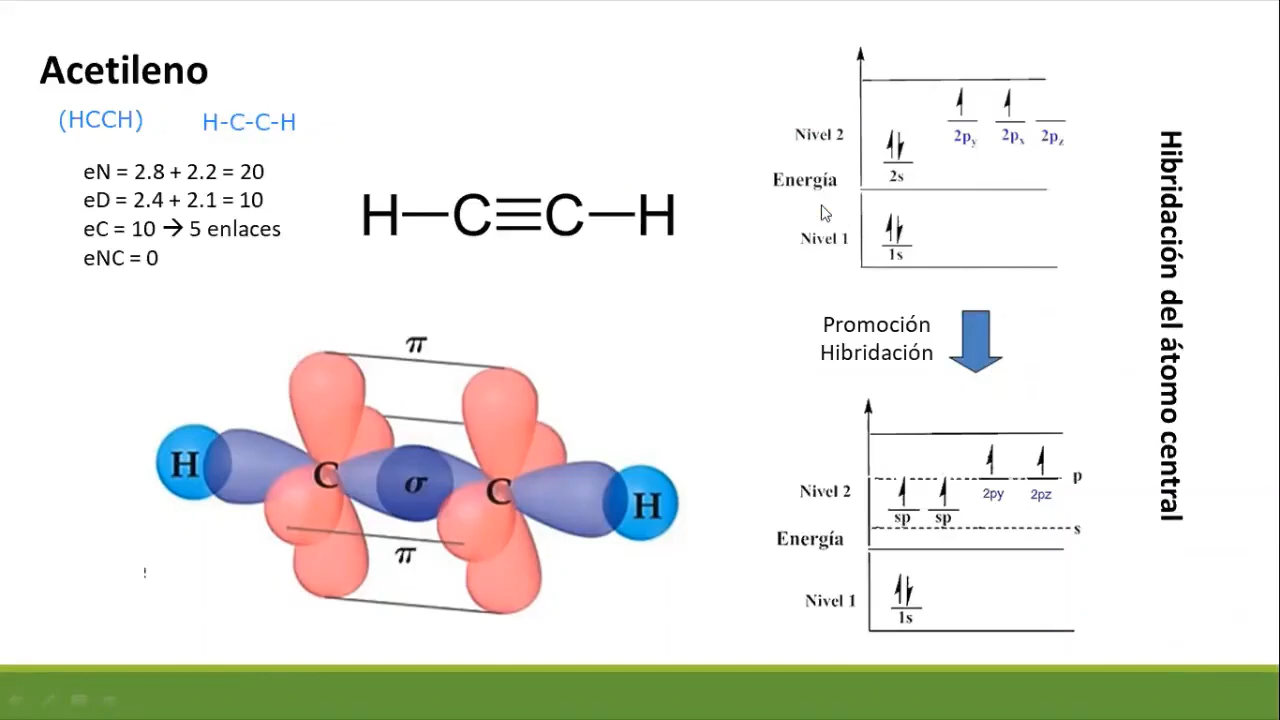 Acetileno
(HCCH) H-C-C-H
eN = 2.8 + 2.2 = 20
eD = 2.4 + 2.1 = 10
eC = 10 → 5 enlaces
eNC = 0
H—C≡C—H
π
H C σ C H
π
!
Nivel 2
2py 2px 2pz
2s
Energía
Nivel 1
1s
Promoción
Hibridación
p
Nivel 2
2py 2pz
sp sp
s
Energía
Nivel 1
1s
Hibridación del átomo central